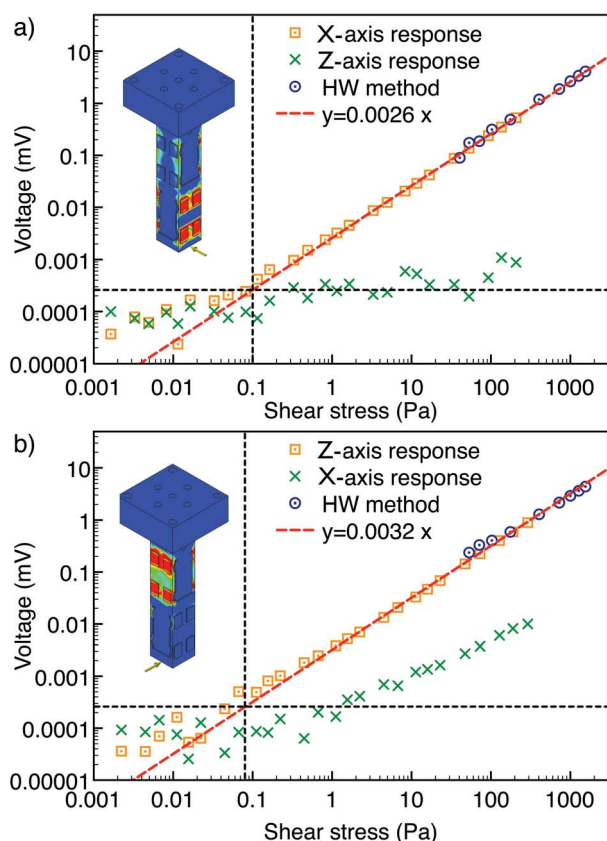 a)
10
1
0.1
0.01
0.001
0.0001
0.00001
Voltage (mV)
X-axis response
Z-axis response
HW method
y=0.0026 x
0.001 0.01 0.1 1 10 100 1000
Shear stress (Pa)
b)
10
1
0.1
0.01
0.001
0.0001
0.00001
Voltage (mV)
Z-axis response
X-axis response
HW method
y=0.0032 x
0.001 0.01 0.1 1 10 100 1000
Shear stress (Pa)